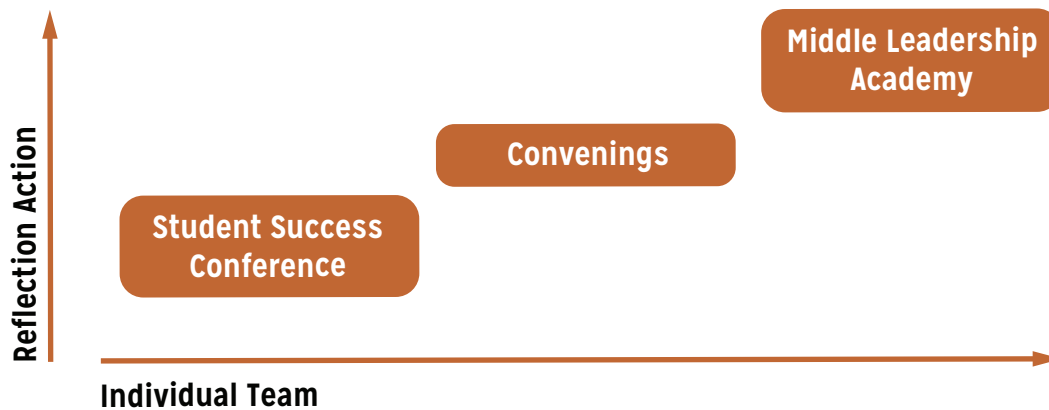 Middle Leadership
Academy
Convenings
Student Success
Conference
Reflection Action
Individual Team